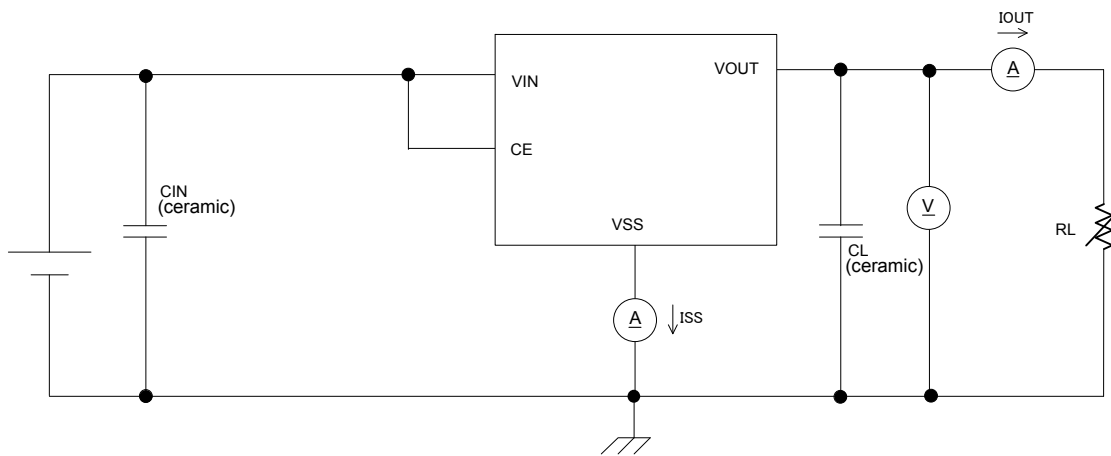 IOUT
A
VIN
VOUT
CE
CIN
(ceramic)
VSS
V
RL
CL
(ceramic)
A
ISS